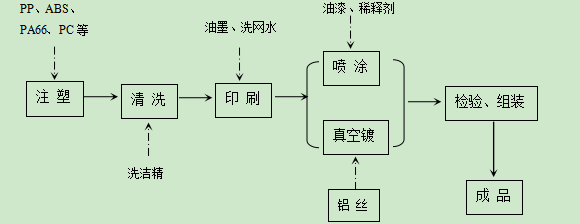 PP、ABS、
PA66、PC 等
油墨、洗网水
油漆、稀释剂
注 塑
清 洗
印 刷
喷 涂
真空镀
检验、组装
洗洁精
铝 丝
成 品